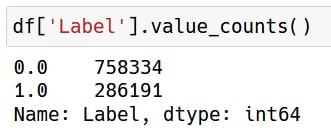 df['Label'].value_counts()
0.0    758334
1.0    286191
Name: Label, dtype: int64